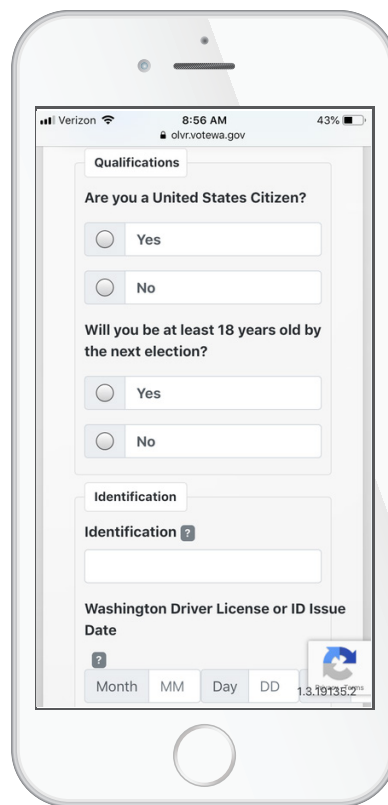 Verizon 8:56 AM 43%
olvr.votewa.gov
Qualifications
Are you a United States Citizen?
Yes
No
Will you be at least 18 years old by
the next election?
Yes
No
Identification
Identification ?
Washington Driver License or ID Issue
Date
?
Month MM Day DD
1.3.19135.2